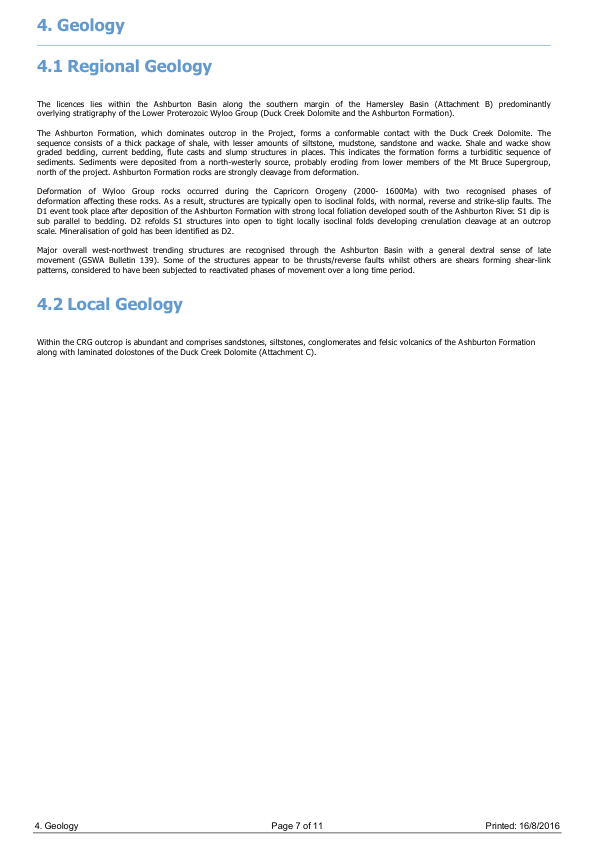 4. Geology
4.1 Regional Geology
The licences lies within the Ashburton Basin along the southern margin of the Hamersley Basin (Attachment B) predominantly
overlying stratigraphy of the Lower Proterozoic Wyloo Group (Duck Creek Dolomite and the Ashburton Formation).
The Ashburton Formation, which dominates outcrop in the Project, forms a conformable contact with the Duck Creek Dolomite. The
sequence consists of a thick package of shale, with lesser amounts of siltstone, mudstone, sandstone and wacke. Shale and wacke show
graded bedding, current bedding, flute casts and slump structures in places. This indicates the formation forms a turbiditic sequence of
sediments. Sediments were deposited from a north-westerly source, probably eroding from lower members of the Mt Bruce Supergroup,
north of the project. Ashburton Formation rocks are strongly cleavage from deformation.
Deformation of Wyloo Group rocks occurred during the Capricorn Orogeny (2000- 1600Ma) with two recognised phases of
deformation affecting these rocks. As a result, structures are typically open to isoclinal folds, with normal, reverse and strike-slip faults. The
D1 event took place after deposition of the Ashburton Formation with strong local foliation developed south of the Ashburton River. S1 dip is
sub parallel to bedding. D2 refolds S1 structures into open to tight locally isoclinal folds developing crenulation cleavage at an outcrop
scale. Mineralisation of gold has been identified as D2.
Major overall west-northwest trending structures are recognised through the Ashburton Basin with a general dextral sense of late
movement (GSWA Bulletin 139). Some of the structures appear to be thrusts/reverse faults whilst others are shears forming shear-link
patterns, considered to have been subjected to reactivated phases of movement over a long time period.
4.2 Local Geology
Within the CRG outcrop is abundant and comprises sandstones, siltstones, conglomerates and felsic volcanics of the Ashburton Formation
along with laminated dolostones of the Duck Creek Dolomite (Attachment C).
4. Geology Page 7 of 11 Printed: 16/8/2016